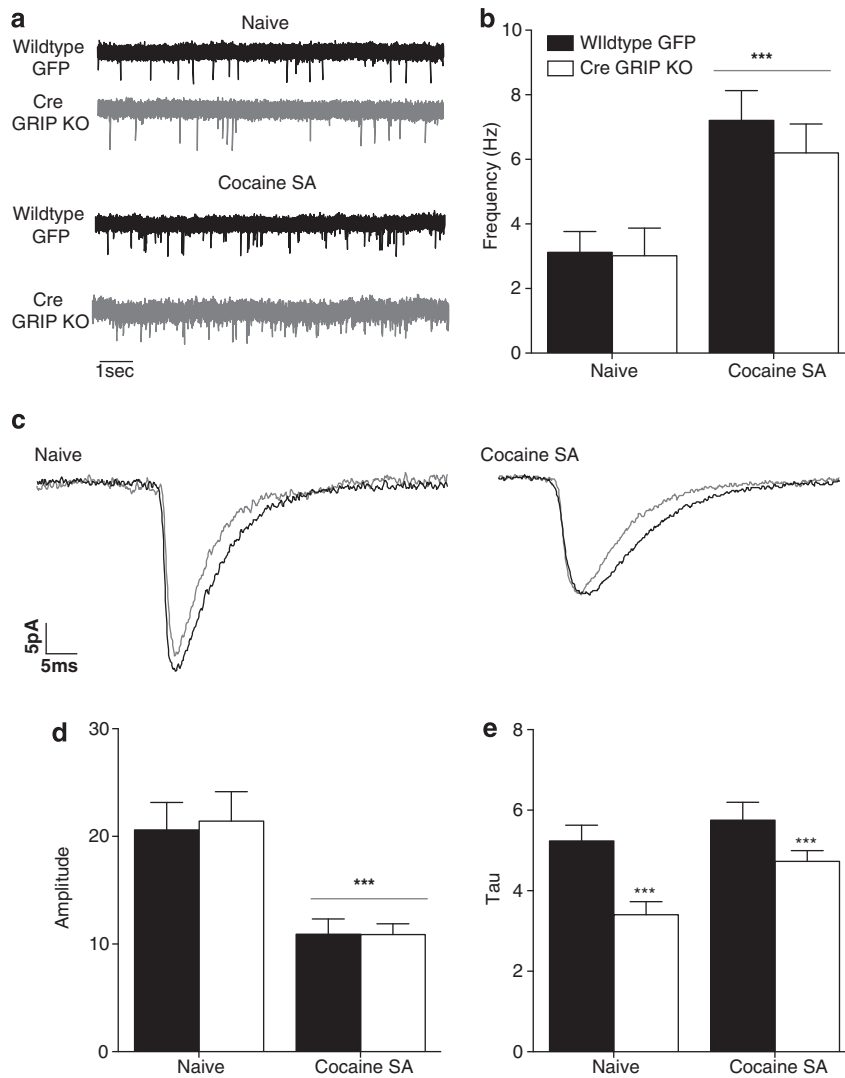 a
Naive
Wildtype
GFP
Cre
GRIP KO
Cocaine SA
Wildtype
GFP
Cre
GRIP KO
1sec
b
10
8
6
4
2
0
Frequency (Hz)
WIldtype GFP
Cre GRIP KO
***
Naive
Cocaine SA
c
Naive
Cocaine SA
5pA
5ms
d
30
20
10
0
Amplitude
***
Naive
Cocaine SA
e
8
6
4
2
0
Tau
***
***
Naive
Cocaine SA